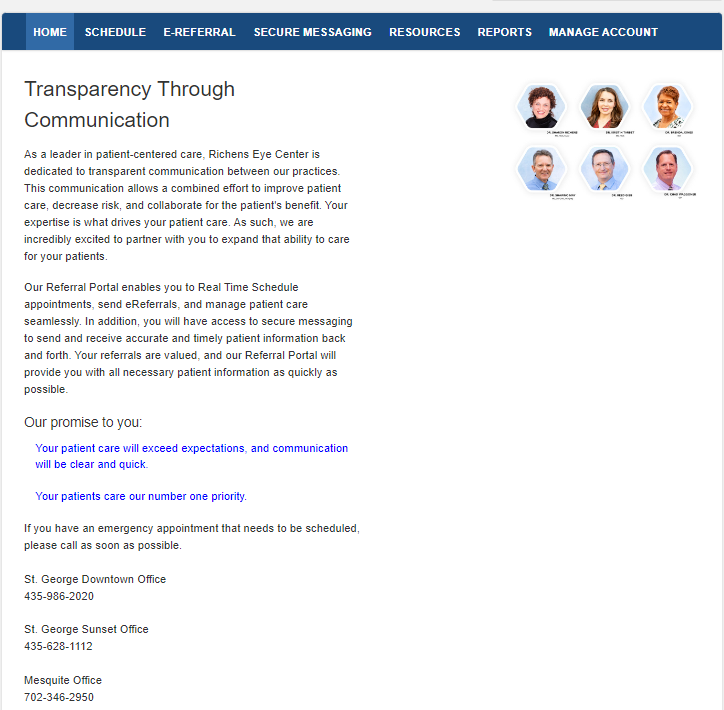 HOME SCHEDULE E-REFERRAL SECURE MESSAGING RESOURCES REPORTS MANAGE ACCOUNT
Transparency Through
Communication
As a leader in patient-centered care, Richens Eye Center is
dedicated to transparent communication between our practices.
This communication allows a combined effort to improve patient
care, decrease risk, and collaborate for the patient's benefit. Your
expertise is what drives your patient care. As such, we are
incredibly excited to partner with you to expand that ability to care
for your patients.
Our Referral Portal enables you to Real Time Schedule
appointments, send eReferrals, and manage patient care
seamlessly. In addition, you will have access to secure messaging
to send and receive accurate and timely patient information back
and forth. Your referrals are valued, and our Referral Portal will
provide you with all necessary patient information as quickly as
possible.
Our promise to you:
Your patient care will exceed expectations, and communication
will be clear and quick.
Your patients care our number one priority.
If you have an emergency appointment that needs to be scheduled,
please call as soon as possible.
St. George Downtown Office
435-986-2020
St. George Sunset Office
435-628-1112
Mesquite Office
702-346-2950